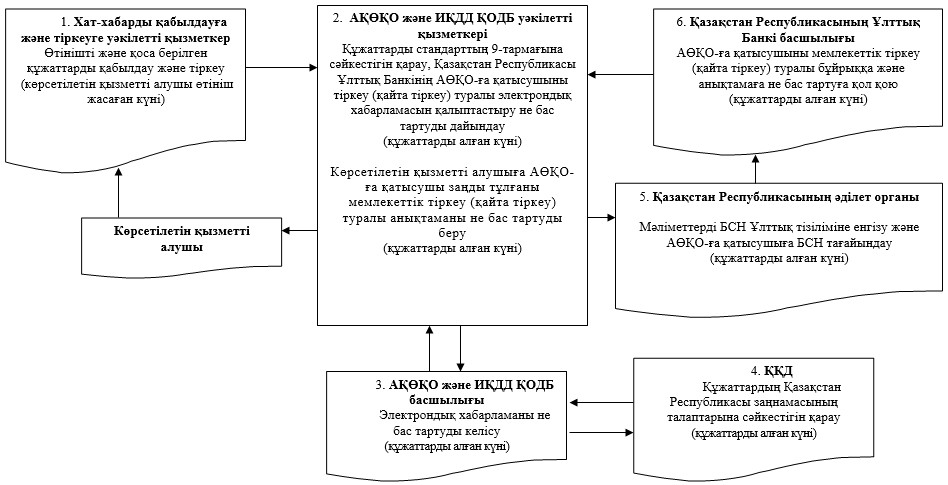 1. Хат-хабарды қабылдауға
және тіркеуге уәкілетті қызметкер
Өтінішті және қоса берілген
құжаттарды қабылдау және тіркеу
(көрсетілетін қызметті алушы өтініш
жасаған күні)
2. АҚӨҚО және ИҚДД ҚОДБ уәкілетті
қызметкері
Құжаттарды стандарттың 9-тармағына
сәйкестігін қарау, Қазақстан Республикасы
Ұлттық Банкінің АӨҚО-ға қатысушыны
тіркеу (қайта тіркеу) туралы электрондық
хабарламасын қалыптастыру не бас
тартуды дайындау
(құжаттарды алған күні)
Көрсетілетін қызметті алушыға АӨҚО-
ға қатысушы заңды тұлғаны
мемлекеттік тіркеу (қайта тіркеу)
туралы анықтаманы не бас тартуды
беру
(құжаттарды алған күні)
6. Қазақстан Республикасының Ұлттық
Банкі басшылығы
АӨҚО-ға қатысушыны мемлекеттік тіркеу
(қайта тіркеу) туралы бұйрыққа және
анықтамаға не бас тартуға қол қою
(құжаттарды алған күні)
Көрсетілетін қызметті
алушы
5. Қазақстан Республикасының әділет органы
Мәліметтерді БСН Ұлттық тізіліміне енгізу және
АӨҚО-ға қатысушыға БСН тағайындау
(құжаттарды алған күні)
3. АҚӨҚО және ИҚДД ҚОДБ
басшылығы
Электрондық хабарламаны не
бас тартуды келісу
(құжаттарды алған күні)
4. ҚҚД
Құжаттардың Қазақстан
Республикасы заңнамасының
талаптарына сәйкестігін қарау
(құжаттарды алған күні)